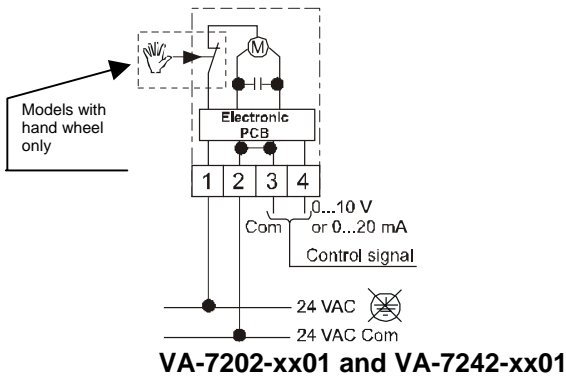 M
Models with
hand wheel
only
Electronic
PCB
1 2 3 4
0...10 V
Com or 0...20 mA
Control signal
24 VAC
24 VAC Com
VA-7202-xx01 and VA-7242-xx01